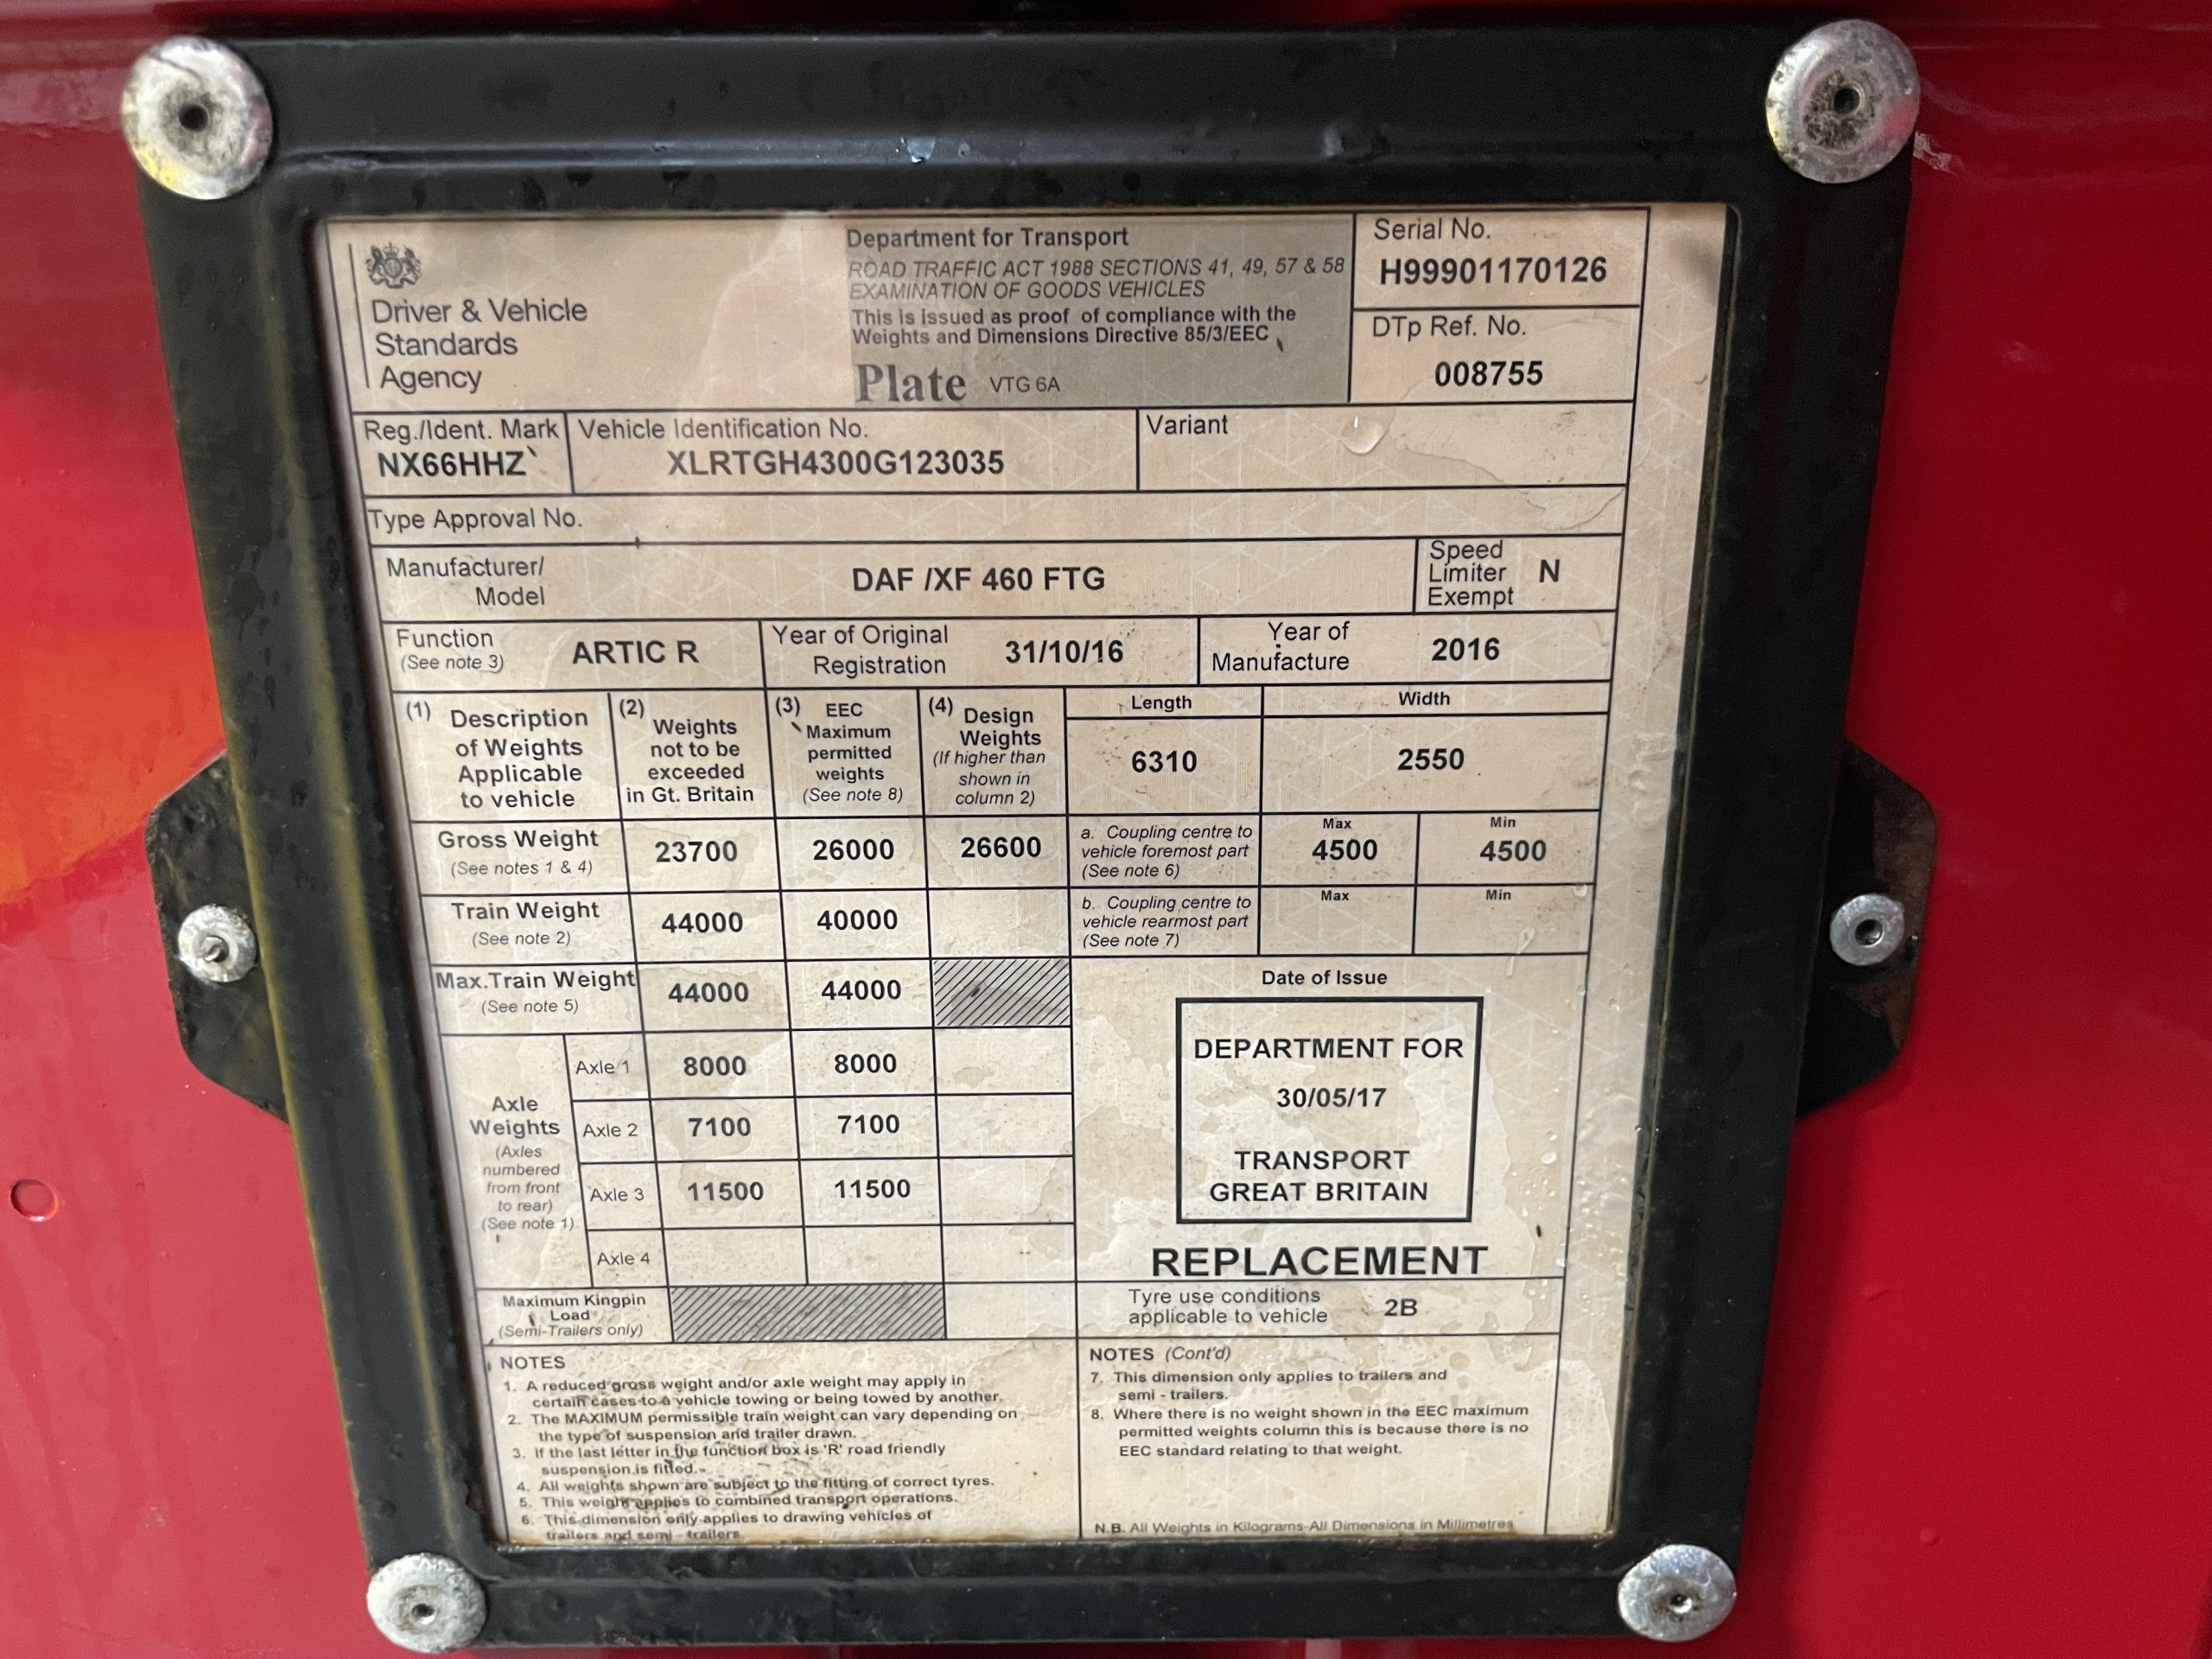 Driver & Vehicle
Standards
Agency
Department for Transport
ROAD TRAFFIC ACT 1988 SECTIONS 41, 49, 57 & 58
EXAMINATION OF GOODS VEHICLES
This is issued as proof of compliance with the
Weights and Dimensions Directive 85/3/EEC
Plate VTG 6A
Serial No.
H99901170126
DTp Ref. No.
008755
Reg./Ident. Mark
NX66HHZ
Vehicle Identification No.
XLRTGH4300G123035
Variant
Type Approval No.
Manufacturer/
Model
DAF /XF 460 FTG
Speed
Limiter
Exempt
N
Function
(See note 3)
ARTIC R
Year of Original
Registration
31/10/16
Year of
Manufacture
2016
(1) Description
of Weights
Applicable
to vehicle
(2) Weights
not to be
exceeded
in Gt. Britain
(3) EEC
Maximum
permitted
weights
(See note 8)
(4) Design
Weights
(If higher than
shown in
column 2)
Length
6310
Width
2550
Gross Weight
(See notes 1 & 4)
23700
26000
26600
a. Coupling centre to
vehicle foremost part
(See note 6)
Max
4500
Min
4500
Train Weight
(See note 2)
44000
40000
b. Coupling centre to
vehicle rearmost part
(See note 7)
Max
Min
Max.Train Weight
(See note 5)
44000
44000
Axle
Weights
(Axles
numbered
from front
to rear)
(See note 1)
Axle 1
8000
8000
Axle 2
7100
7100
Axle 3
11500
11500
Axle 4
Date of Issue
DEPARTMENT FOR
30/05/17
TRANSPORT
GREAT BRITAIN
REPLACEMENT
Maximum Kingpin
Load
(Semi-Trailers only)
Tyre use conditions
applicable to vehicle
2B
NOTES
1. A reduced gross weight and/or axle weight may apply in
certain cases to a vehicle towing or being towed by another.
2. The MAXIMUM permissible train weight can vary depending on
the type of suspension and trailer drawn.
3. If the last letter in the function box is 'R' road friendly
suspension is fitted.
4. All weights shown are subject to the fitting of correct tyres.
5. This weight applies to combined transport operations.
6. This dimension only applies to drawing vehicles of
trailers and semi - trailers.
NOTES (Cont'd)
7. This dimension only applies to trailers and
semi - trailers.
8. Where there is no weight shown in the EEC maximum
permitted weights column this is because there is no
EEC standard relating to that weight.
N.B. All Weights in Kilograms-All Dimensions in Millimetres